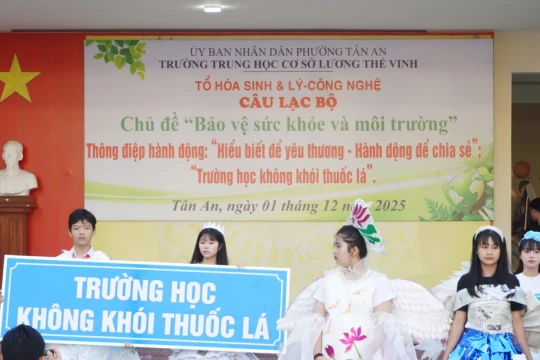 ỦY BAN NHÂN DÂN PHƯỜNG TÂN AN
TRƯỜNG TRUNG HỌC CƠ SỞ LƯƠNG THẾ VINH
TỔ HÓA SINH & LÝ-CÔNG NGHỆ
CÂU LẠC BỘ
Chủ đề "Bảo vệ sức khỏe và môi trường"
Thông điệp hành động: "Hiểu biết để yêu thương - Hành động để chia sẻ";
"Trường học không khói thuốc lá".
Tân An, ngày 01 tháng 12 năm 2025
TRƯỜNG HỌC
KHÔNG KHÓI THUỐC LÁ